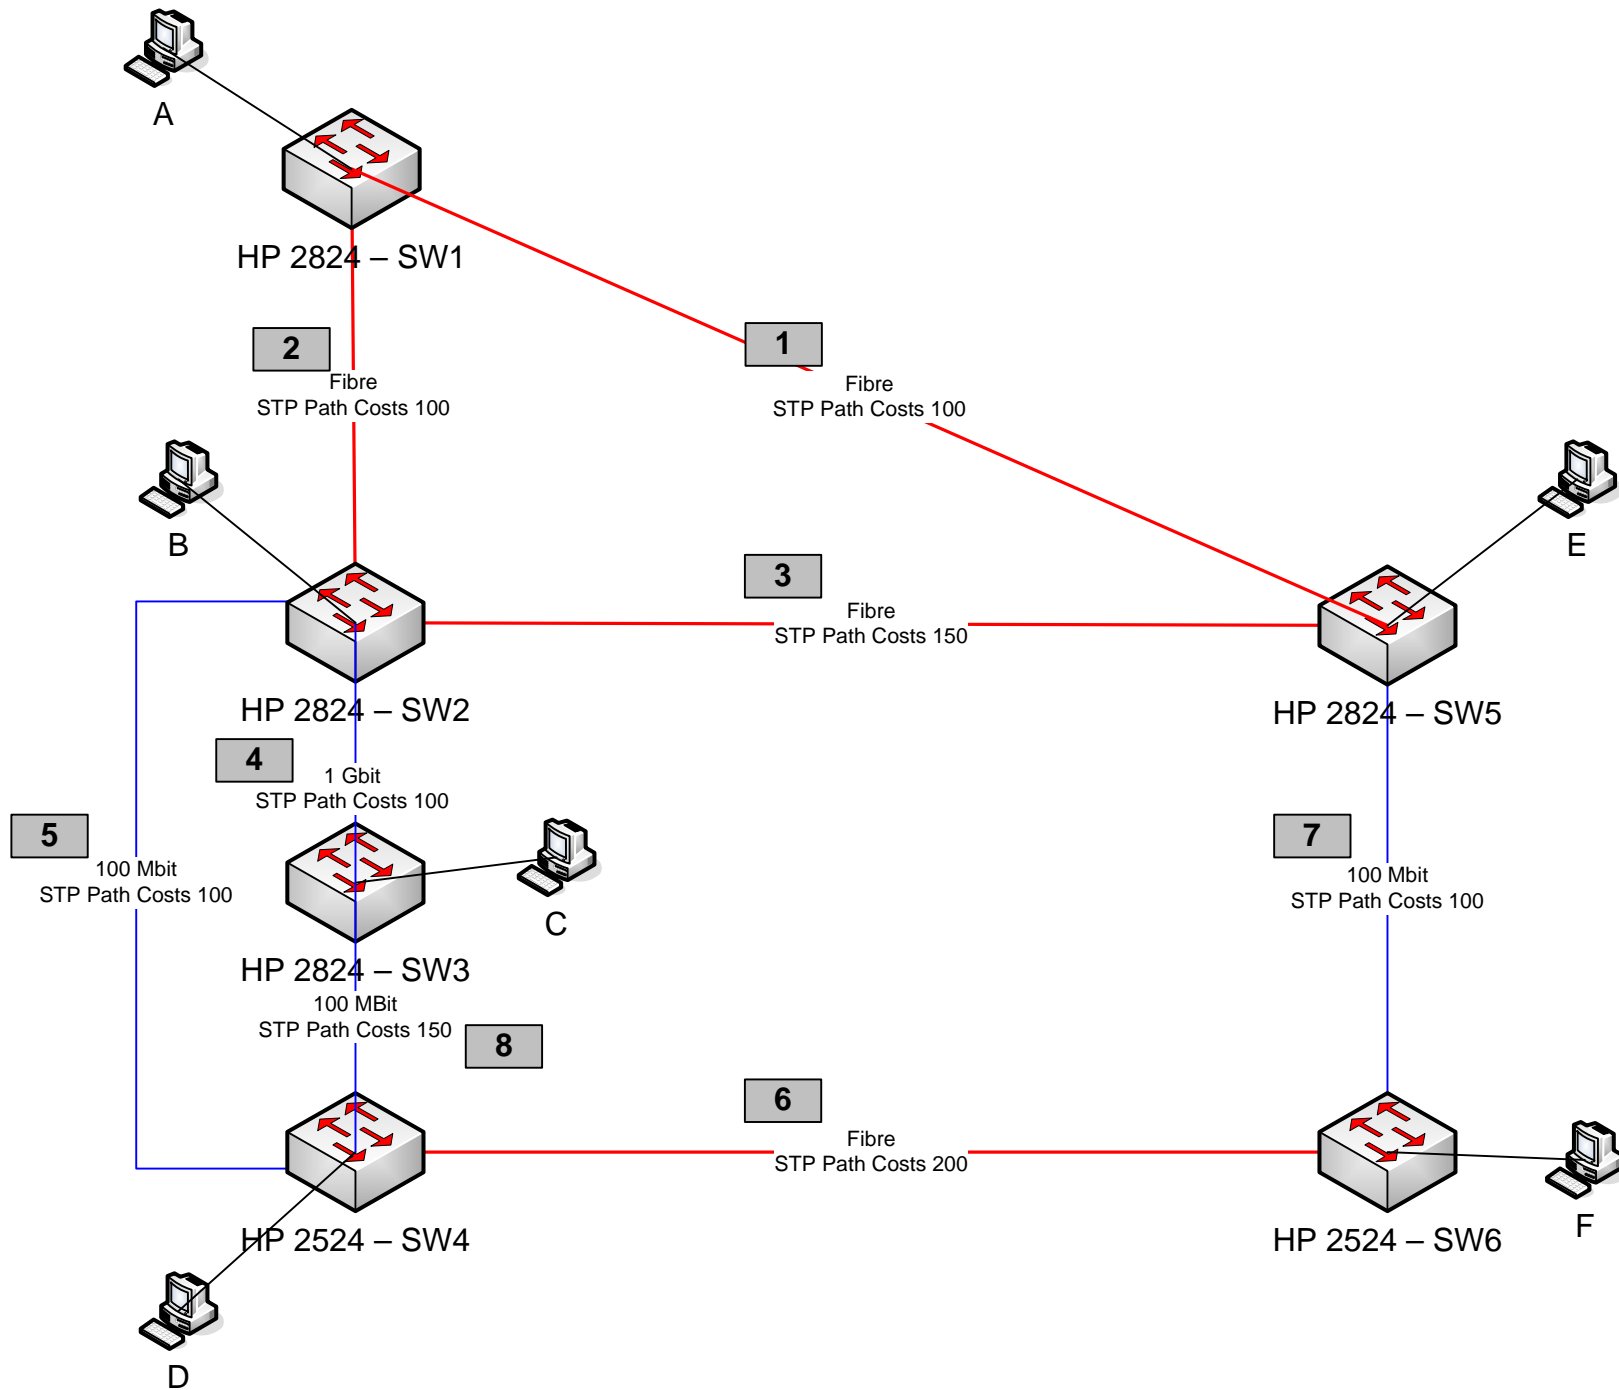 A
HP 2824 – SW1
2
Fibre
STP Path Costs 100
1
Fibre
STP Path Costs 100
B
E
3
Fibre
STP Path Costs 150
HP 2824 – SW2
HP 2824 – SW5
4
1 Gbit
STP Path Costs 100
5
100 Mbit
STP Path Costs 100
7
100 Mbit
STP Path Costs 100
C
HP 2824 – SW3
100 MBit
STP Path Costs 150
8
6
Fibre
STP Path Costs 200
HP 2524 – SW4
HP 2524 – SW6
F
D